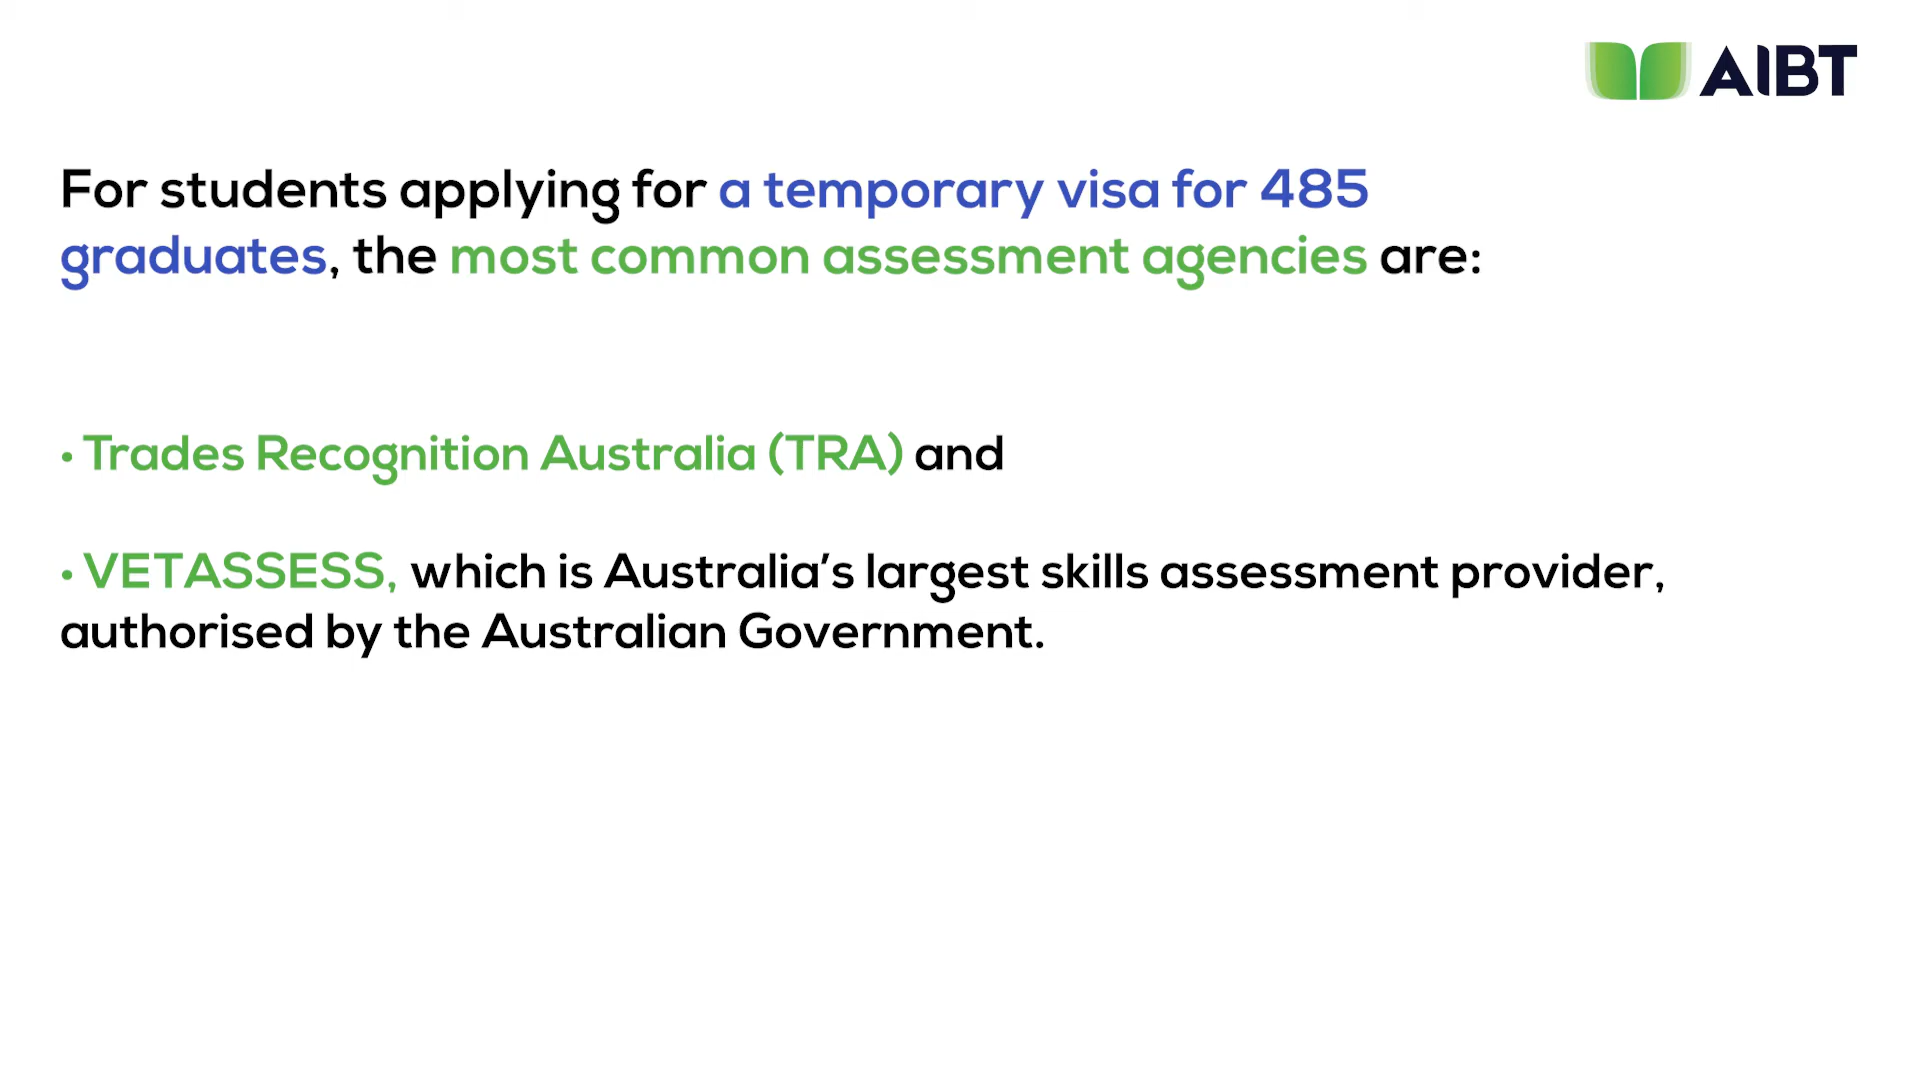 AIBT
For students applying for a temporary visa for 485
graduates, the most common assessment agencies are:
• Trades Recognition Australia (TRA) and
• VETASSESS, which is Australia’s largest skills assessment provider,
authorised by the Australian Government.